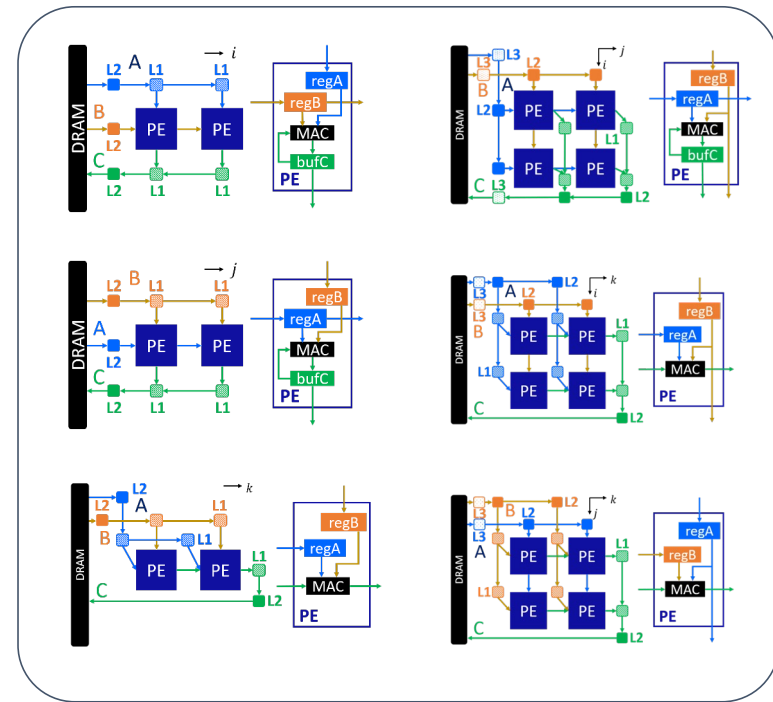 A
i
L2 L1 L1
B
L2
C
L2 L1 L1
PE PE
DRAM
regA
regB
MAC
bufC
PE
L3
L3 L2
j
i
B A
L2
L1
C L3
L2
PE PE
PE PE
DRAM
regB
regA
MAC
bufC
PE
B
j
L2 L1 L1
A
L2
C
L2 L1 L1
PE PE
DRAM
regB
regA
MAC
bufC
PE
L2
k
L3 A
L2
i
L3
B
L1
L1
C
L2
PE PE
PE PE
DRAM
regB
regA
MAC
PE
L2
k
L2 A L1
B
L1
L1
C
L2
PE PE
DRAM
regB
regA
MAC
PE
k
L3 B L2
L3 L2
j
A
L1
L1
C
L2
PE PE
PE PE
DRAM
regA
regB
MAC
PE